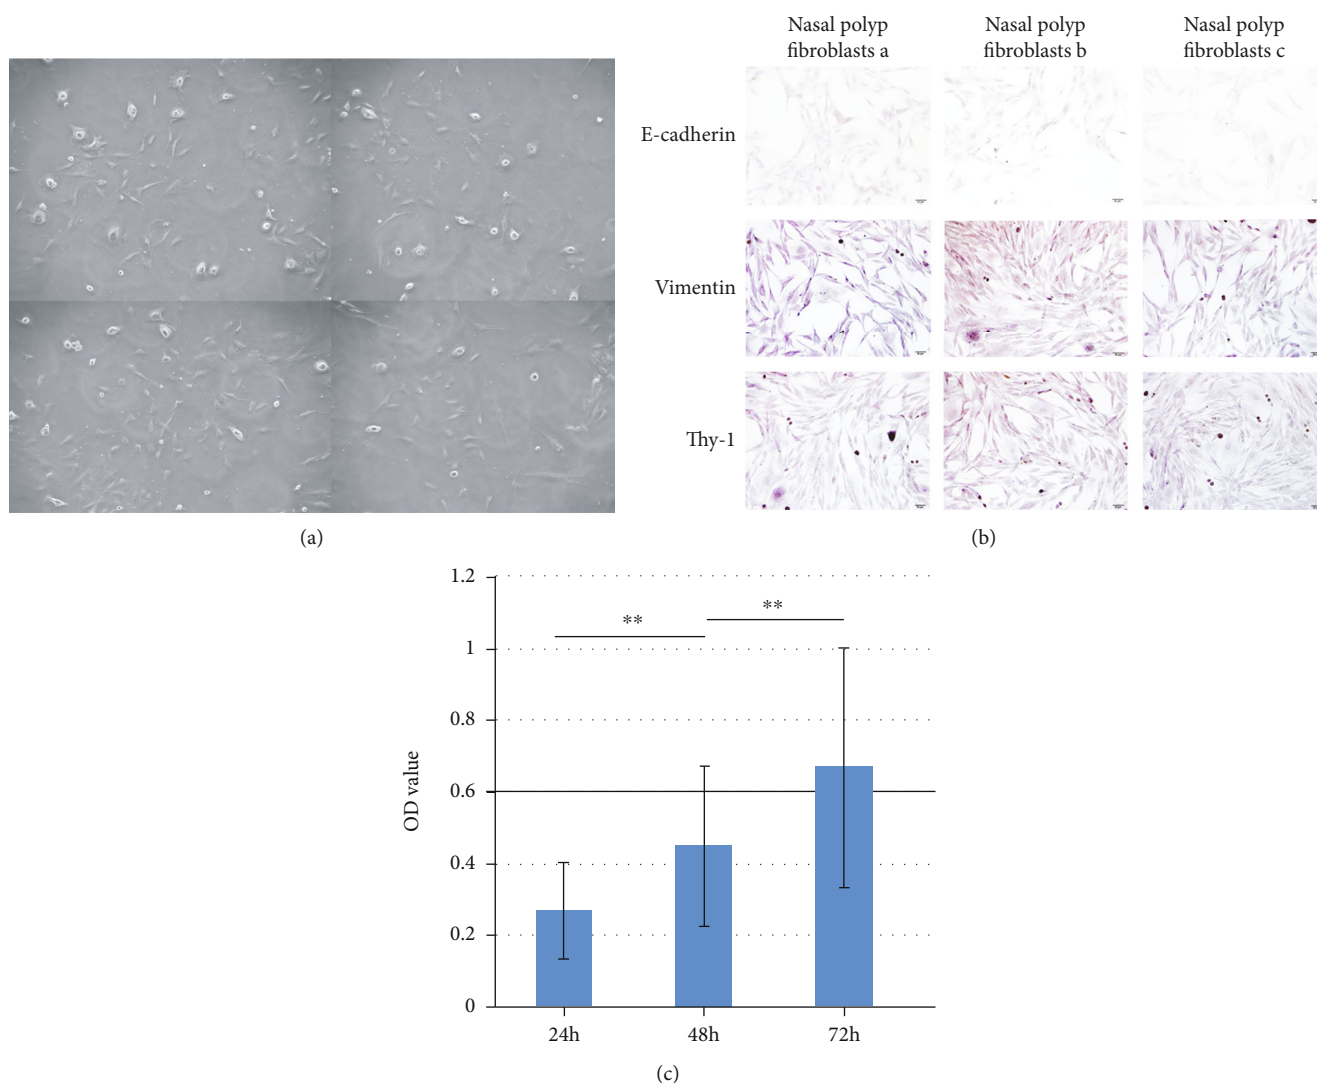 Nasal polyp
fibroblasts a
Nasal polyp
fibroblasts b
Nasal polyp
fibroblasts c
E-cadherin
Vimentin
Thy-1
(a)
(b)
1.2
1
0.8
0.6
0.4
0.2
0
OD value
**
**
24h
48h
72h
(c)